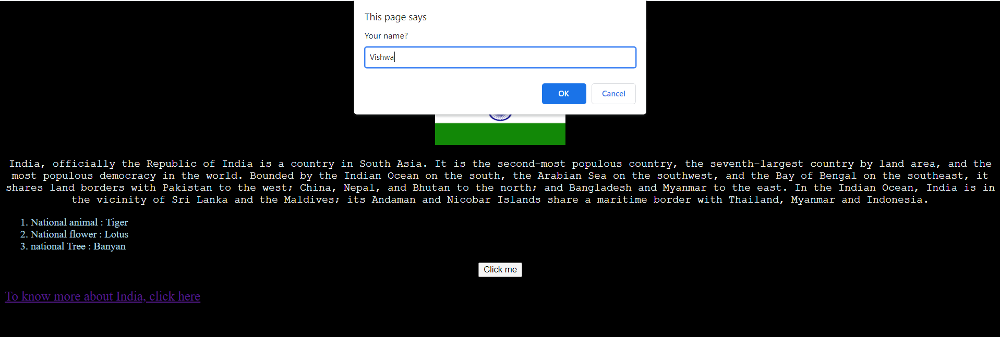 This page says
Your name?
Vishwa
OK
Cancel
India, officially the Republic of India is a country in South Asia. It is the second-most populous country, the seventh-largest country by land area, and the
most populous democracy in the world. Bounded by the Indian Ocean on the south, the Arabian Sea on the southwest, and the Bay of Bengal on the southeast, it
shares land borders with Pakistan to the west; China, Nepal, and Bhutan to the north; and Bangladesh and Myanmar to the east. In the Indian Ocean, India is in
the vicinity of Sri Lanka and the Maldives; its Andaman and Nicobar Islands share a maritime border with Thailand, Myanmar and Indonesia.
1. National animal : Tiger
2. National flower : Lotus
3. national Tree : Banyan
Click me
To know more about India, click here